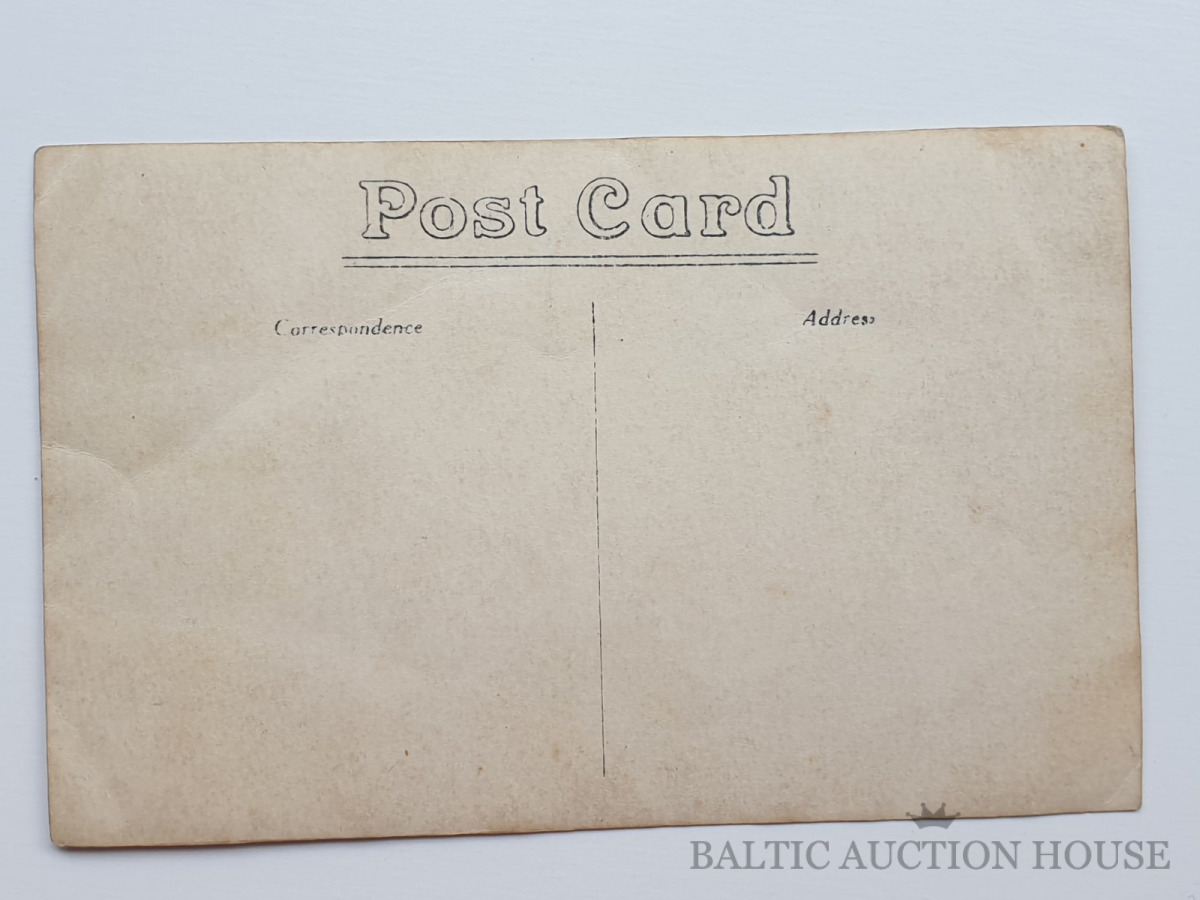 Post Card
Correspondence
Address
BALTIC AUCTION HOUSE